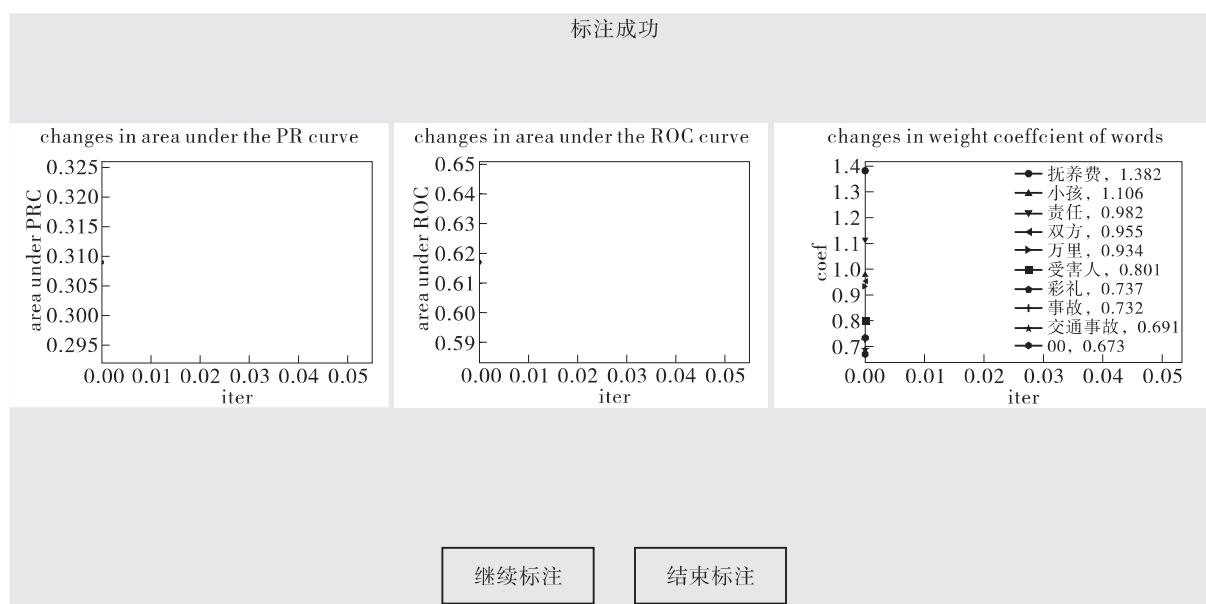 标注成功
changes in area under the PR curve
0.325
0.320
0.315
0.310
0.305
0.300
0.295
area under PRC
0.00 0.01 0.02 0.03 0.04 0.05
iter
changes in area under the ROC curve
0.65
0.64
0.63
0.62
0.61
0.60
0.59
area under ROC
0.00 0.01 0.02 0.03 0.04 0.05
iter
changes in weight coeffcient of words
1.4
1.3
1.2
1.1
1.0
0.9
0.8
0.7
coef
抚养费, 1.382
小孩, 1.106
责任, 0.982
双方, 0.955
万里, 0.934
受害人, 0.801
彩礼, 0.737
事故, 0.732
交通事故, 0.691
00, 0.673
0.00 0.01 0.02 0.03 0.04 0.05
iter
继续标注
结束标注